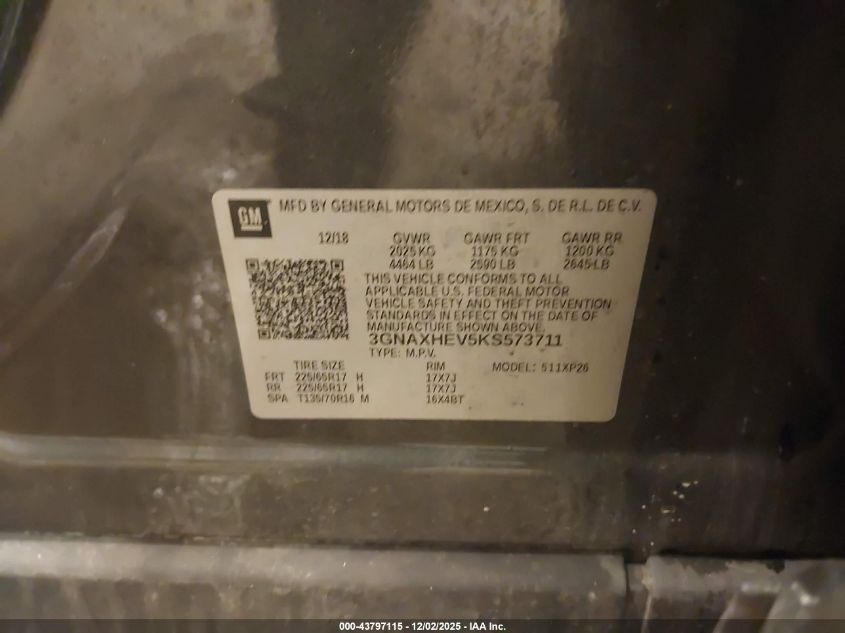 GM
MFD BY GENERAL MOTORS DE MEXICO, S. DE R.L. DE C.V.
12/18 GVWR GAWR FRT GAWR RR
2025 KG 1175 KG 1200 KG
4464 LB 2590 LB 2645 LB
THIS VEHICLE CONFORMS TO ALL
APPLICABLE U.S. FEDERAL MOTOR
VEHICLE SAFETY AND THEFT PREVENTION
STANDARDS IN EFFECT ON THE DATE OF
MANUFACTURE SHOWN ABOVE.
3GNAXHEV5KS573711
TYPE: M.P.V.
TIRE SIZE RIM MODEL: 511XP26
FRT 225/65R17 H 17X7J
RR 225/65R17 H 17X7J
SPA T135/70R16 M 16X4BT
000-43797115 - 12/02/2025 - IAA Inc.